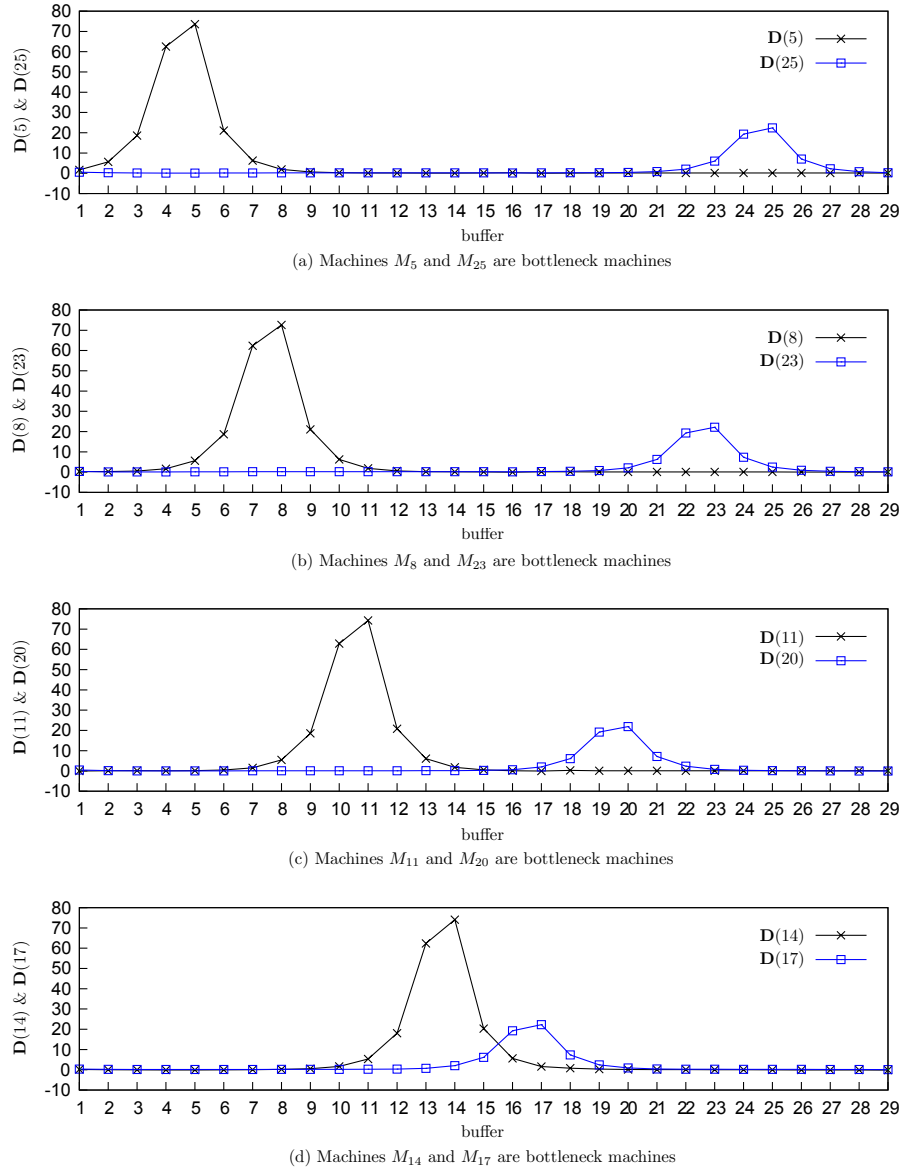 80
70
60
50
40
30
20
10
0
-10
D(5) & D(25)
D(5)
D(25)
1 2 3 4 5 6 7 8 9 10 11 12 13 14 15 16 17 18 19 20 21 22 23 24 25 26 27 28 29
buffer
(a) Machines M5 and M25 are bottleneck machines
80
70
60
50
40
30
20
10
0
-10
D(8) & D(23)
D(8)
D(23)
1 2 3 4 5 6 7 8 9 10 11 12 13 14 15 16 17 18 19 20 21 22 23 24 25 26 27 28 29
buffer
(b) Machines M8 and M23 are bottleneck machines
80
70
60
50
40
30
20
10
0
-10
D(11) & D(20)
D(11)
D(20)
1 2 3 4 5 6 7 8 9 10 11 12 13 14 15 16 17 18 19 20 21 22 23 24 25 26 27 28 29
buffer
(c) Machines M11 and M20 are bottleneck machines
80
70
60
50
40
30
20
10
0
-10
D(14) & D(17)
D(14)
D(17)
1 2 3 4 5 6 7 8 9 10 11 12 13 14 15 16 17 18 19 20 21 22 23 24 25 26 27 28 29
buffer
(d) Machines M14 and M17 are bottleneck machines